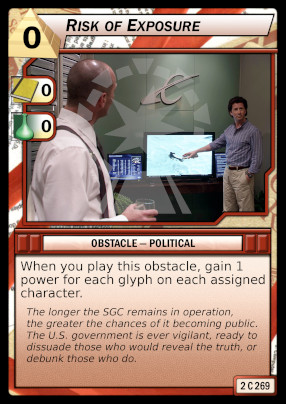 RISK OF EXPOSURE
0
0
0
OBSTACLE – POLITICAL
When you play this obstacle, gain 1
power for each glyph on each assigned
character.
The longer the SGC remains in operation,
the greater the chances of it becoming public.
The U.S. government is ever vigilant, ready to
dissuade those who would reveal the truth, or
debunk those who do.
2 C 269